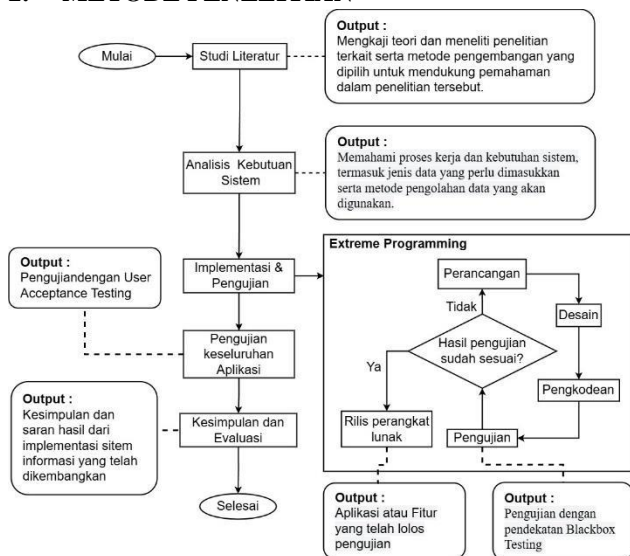 2. METODE PENELITIAN
Mulai
Studi Literatur
Output :
Mengkaji teori dan meneliti penelitian
terkait serta metode pengembangan yang
dipilih untuk mendukung pemahaman
dalam penelitian tersebut.
Analisis Kebutuan
Sistem
Output :
Memahami proses kerja dan kebutuhan sistem,
termasuk jenis data yang perlu dimasukkan
serta metode pengolahan data yang akan
digunakan.
Output :
Pengujiandengan User
Acceptance Testing
Implementasi &
Pengujian
Pengujian
keseluruhan
Aplikasi
Output :
Kesimpulan dan
saran hasil dari
implementasi sitem
informasi yang telah
dikembangkan
Kesimpulan dan
Evaluasi
Selesai
Extreme Programming
Perancangan
Tidak
Desain
Hasil pengujian
sudah sesuai?
Ya
Pengkodean
Rilis perangkat
lunak
Pengujian
Output :
Aplikasi atau Fitur
yang telah lolos
pengujian
Output :
Pengujian dengan
pendekatan Blackbox
Testing